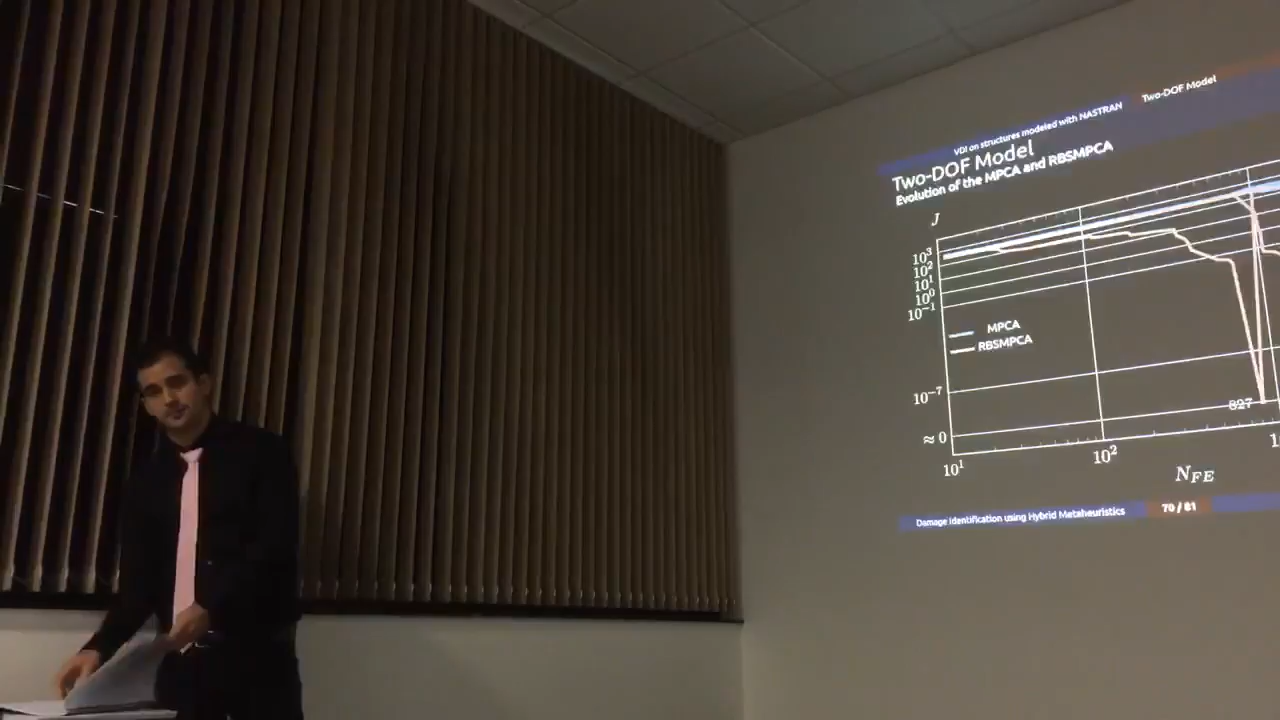 VDI on structures modeled with NASTRAN Two-DOF Model
Two-DOF Model
Evolution of the MPCA and RBSMPCA
J
10³
10²
10¹
10⁰
10⁻¹
MPCA
RBSMPCA
10⁻⁷
827
≈ 0
10¹
10²
N_FE
Damage Identification using Hybrid Metaheuristics 70 / 81